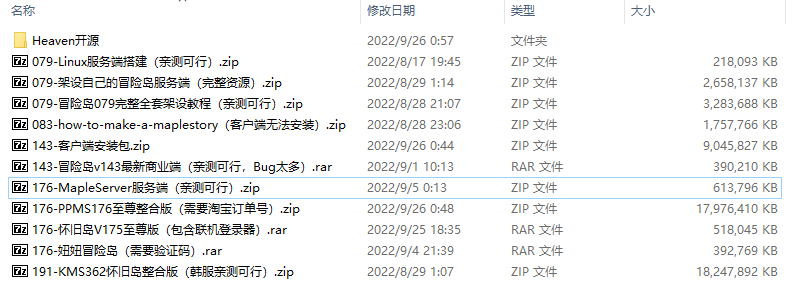 名称 修改日期 类型 大小
Heaven开源 2022/9/26 0:57 文件夹
079-Linux服务端搭建（亲测可行）.zip 2022/8/17 19:45 ZIP 文件 218,093 KB
079-架设自己的冒险岛服务端（完整资源）.zip 2022/8/29 1:14 ZIP 文件 2,658,137 KB
079-冒险岛079完整全套架设教程（亲测可行）.zip 2022/8/28 21:07 ZIP 文件 3,283,688 KB
083-how-to-make-a-maplestory（客户端无法安装）.zip 2022/8/28 23:06 ZIP 文件 1,757,766 KB
143-客户端安装包.zip 2022/9/26 0:44 ZIP 文件 9,045,827 KB
143-冒险岛v143最新商业端（亲测可行，Bug太多）.rar 2022/9/1 10:13 RAR 文件 390,210 KB
176-MapleServer服务端（亲测可行）.zip 2022/9/5 0:13 ZIP 文件 613,796 KB
176-PPMS176至尊整合版（需要淘宝订单号）.zip 2022/9/26 0:48 ZIP 文件 17,976,410 KB
176-怀旧岛V175至尊版（包含联机登录器）.rar 2022/9/25 18:35 RAR 文件 518,045 KB
176-妞妞冒险岛（需要验证码）.rar 2022/9/4 21:39 RAR 文件 392,769 KB
191-KMS362怀旧岛整合版（韩服亲测可行）.zip 2022/8/29 1:07 ZIP 文件 18,247,892 KB